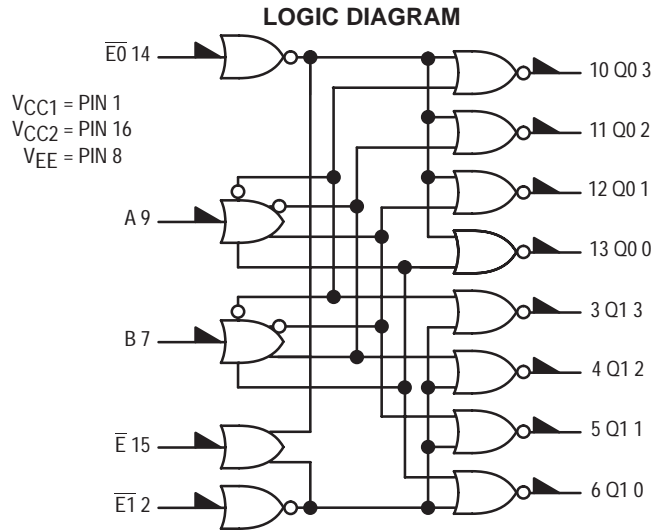 LOGIC DIAGRAM
E0 14
VCC1 = PIN 1
VCC2 = PIN 16
VEE = PIN 8
A 9
B 7
E 15
E1 2
10 Q0 3
11 Q0 2
12 Q0 1
13 Q0 0
3 Q1 3
4 Q1 2
5 Q1 1
6 Q1 0